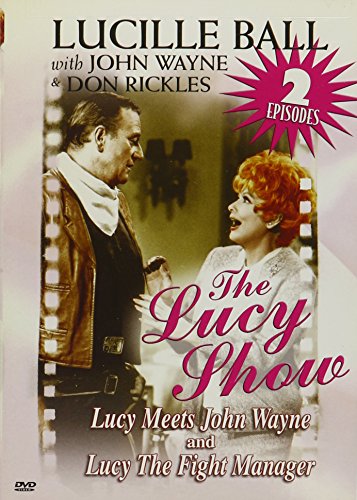 LUCILLE BALL
with JOHN WAYNE
& DON RICKLES
2
EPISODES
The
Lucy
Show
Lucy Meets John Wayne
and
Lucy The Fight Manager
DVD
VIDEO